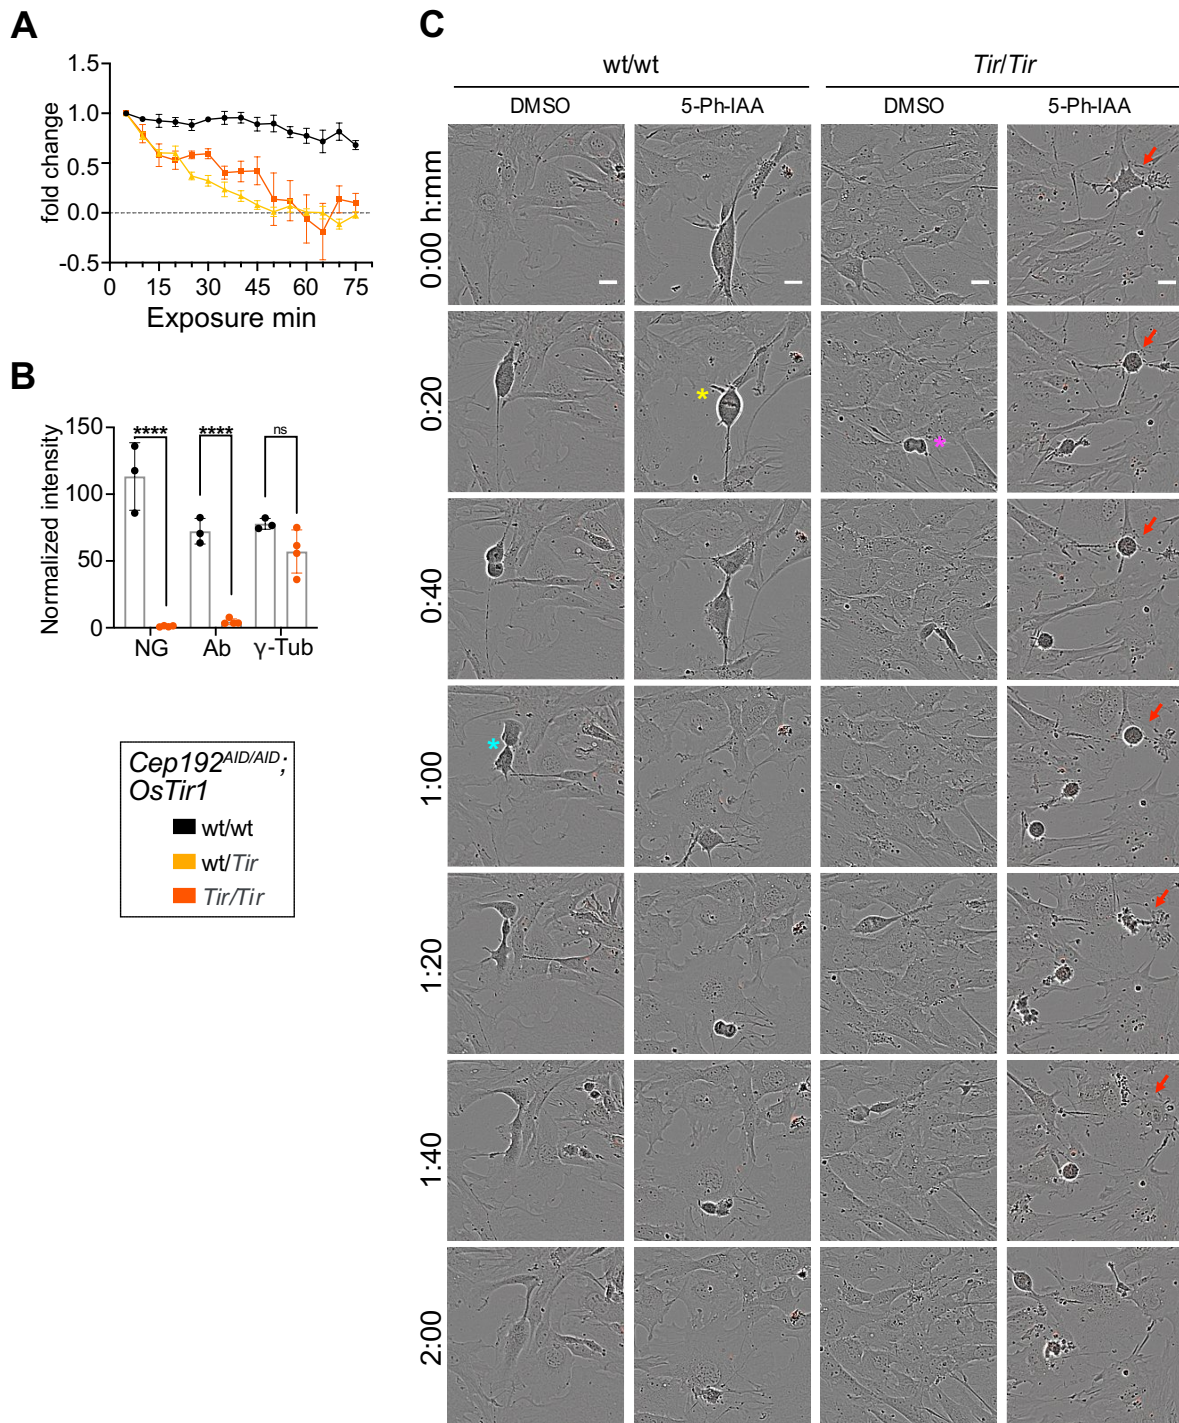 A
1.5
1.0
0.5
0.0
-0.5
fold change
0 15 30 45 60 75
Exposure min
B
150
100
50
0
Normalized intensity
**** **** ns
NG Ab γ-Tub
Cep192AID/AID;
OsTir1
wt/wt
wt/Tir
Tir/Tir
C
wt/wt Tir/Tir
DMSO 5-Ph-IAA DMSO 5-Ph-IAA
0:00 h:mm
0:20
*
*
0:40
1:00
*
1:20
1:40
2:00